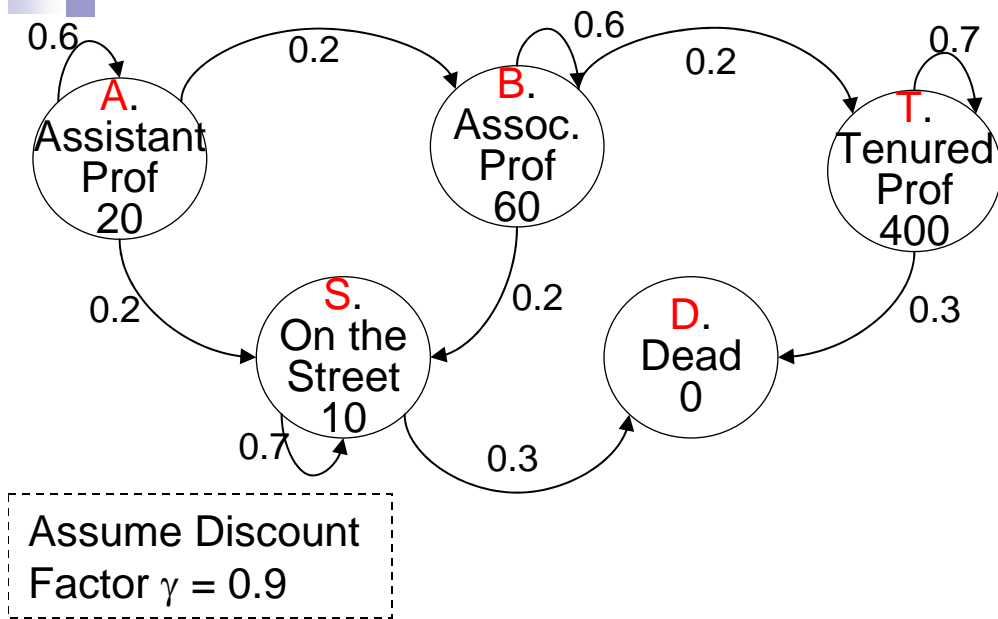 0.6
0.2
0.6
0.2
0.7
A.
Assistant
Prof
20
B.
Assoc.
Prof
60
T.
Tenured
Prof
400
0.2
0.2
0.3
S.
On the
Street
10
D.
Dead
0
0.7
0.3
Assume Discount
Factor γ = 0.9